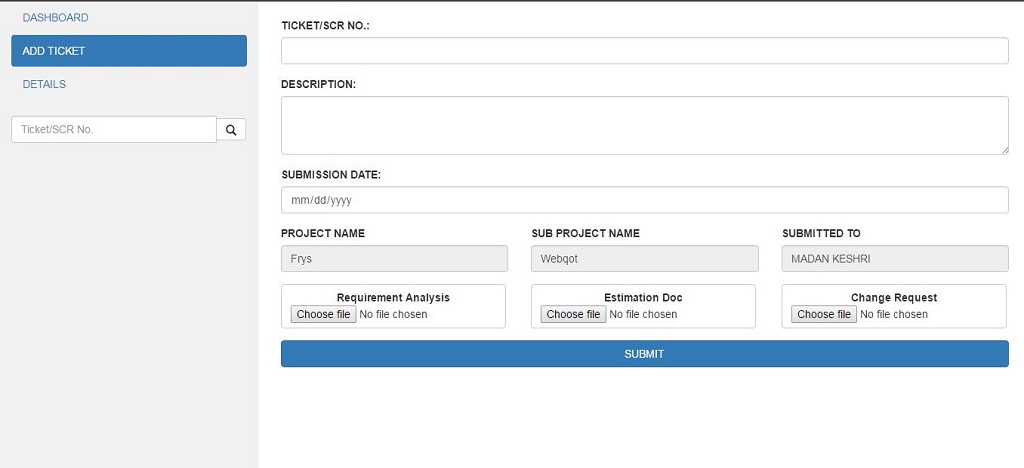 DASHBOARD
ADD TICKET
DETAILS
Ticket/SCR No.
TICKET/SCR NO.:
DESCRIPTION:
SUBMISSION DATE:
mm/dd/yyyy
PROJECT NAME
SUB PROJECT NAME
SUBMITTED TO
Frys
Webqot
MADAN KESHRI
Requirement Analysis
Estimation Doc
Change Request
Choose file No file chosen
Choose file No file chosen
Choose file No file chosen
SUBMIT